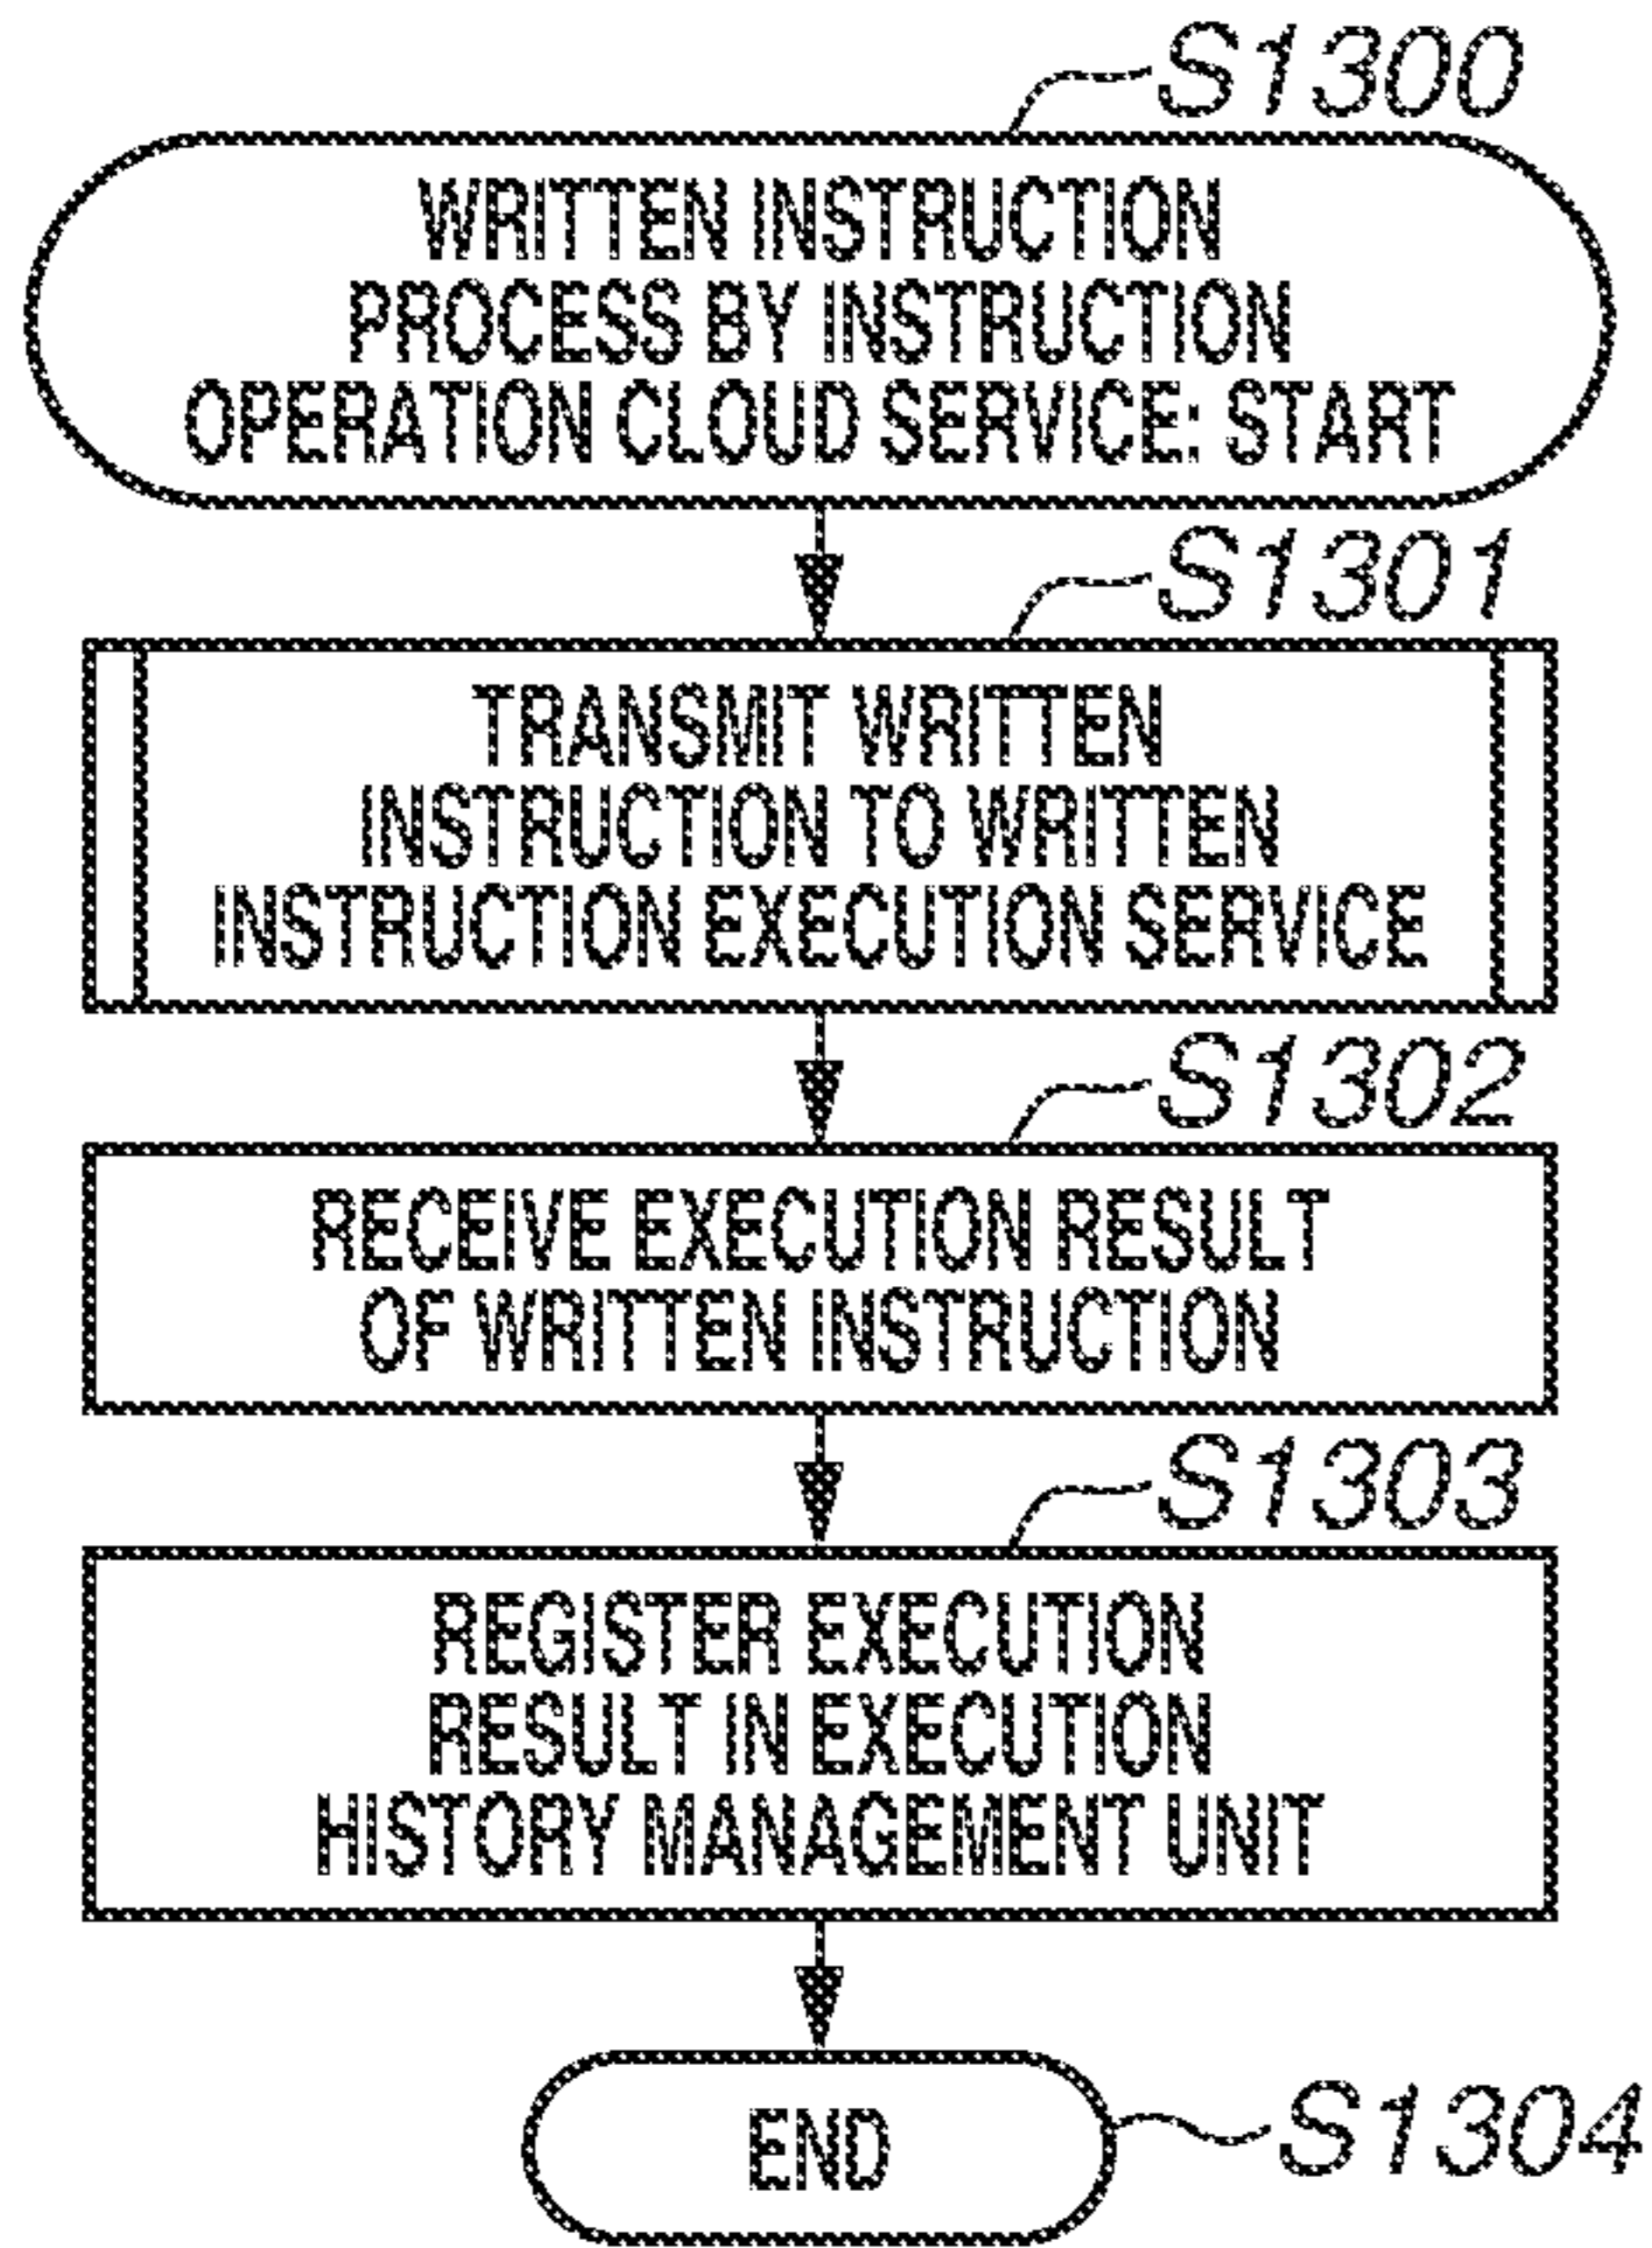 S1300
WRITTEN INSTRUCTION
PROCESS BY INSTRUCTION
OPERATION CLOUD SERVICE: START
S1301
TRANSMIT WRITTEN
INSTRUCTION TO WRITTEN
INSTRUCTION EXECUTION SERVICE
S1302
RECEIVE EXECUTION RESULT
OF WRITTEN INSTRUCTION
S1303
REGISTER EXECUTION
RESULT IN EXECUTION
HISTORY MANAGEMENT UNIT
END
S1304